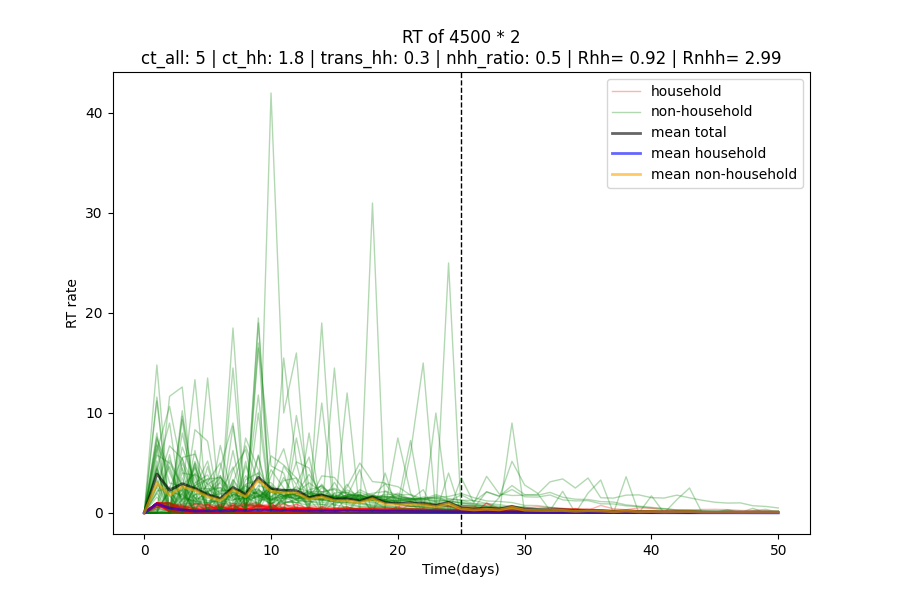 RT of 4500 * 2
ct_all: 5 | ct_hh: 1.8 | trans_hh: 0.3 | nhh_ratio: 0.5 | Rhh= 0.92 | Rnhh= 2.99
household
non-household
mean total
mean household
mean non-household
RT rate
40
30
20
10
0
0 10 20 30 40 50
Time(days)